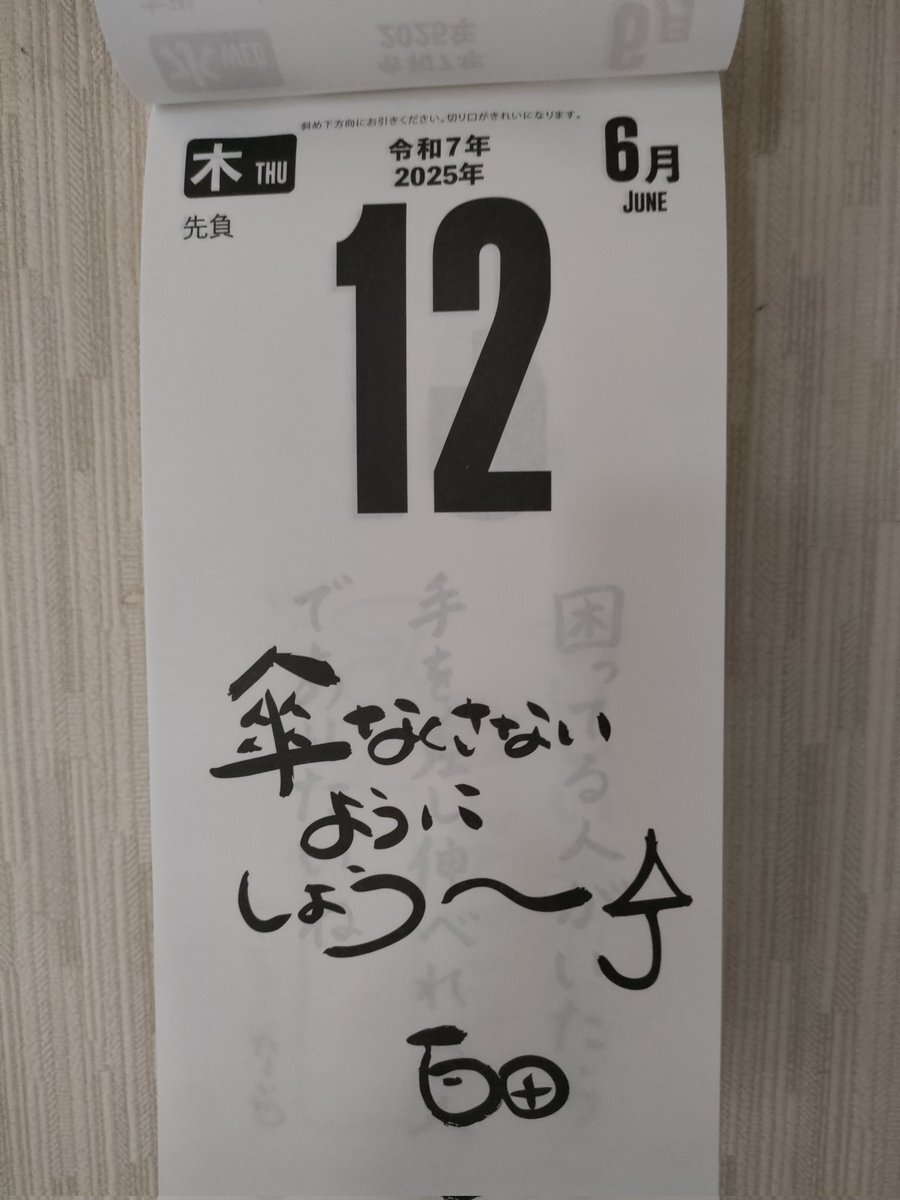 斜め下方向にお引きください。切り口がきれいになります。
木 THU
令和7年
2025年
6月
JUNE
先負
12
傘なくさない
ように
しよう〜
百田